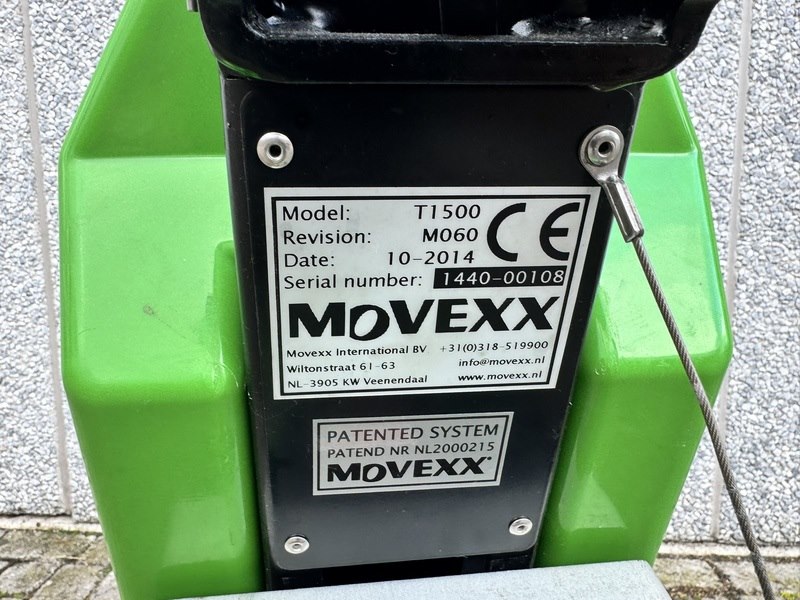 Model: T1500
Revision: M060
Date: 10-2014
Serial number: 1440-00108
CE
MOVEXX
Movexx International BV +31(0)318-519900
Wiltonstraat 61-63 info@movexx.nl
NL-3905 KW Veenendaal www.movexx.nl
PATENTED SYSTEM
PATEND NR NL2000215
MOVEXX